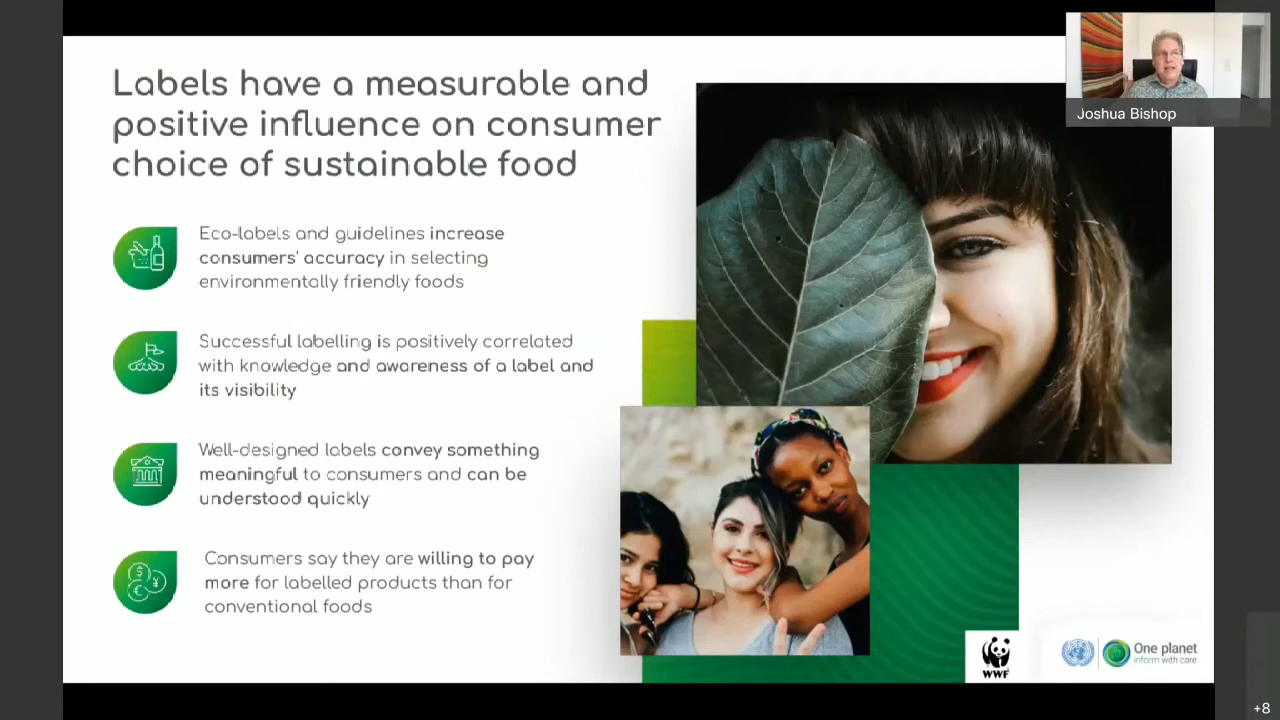 Labels have a measurable and
positive influence on consumer
choice of sustainable food
Eco-labels and guidelines increase
consumers' accuracy in selecting
environmentally friendly foods
Successful labelling is positively correlated
with knowledge and awareness of a label and
its visibility
Well-designed labels convey something
meaningful to consumers and can be
understood quickly
Consumers say they are willing to pay
more for labelled products than for
conventional foods
Joshua Bishop
WWF
One planet
inform with care
+8